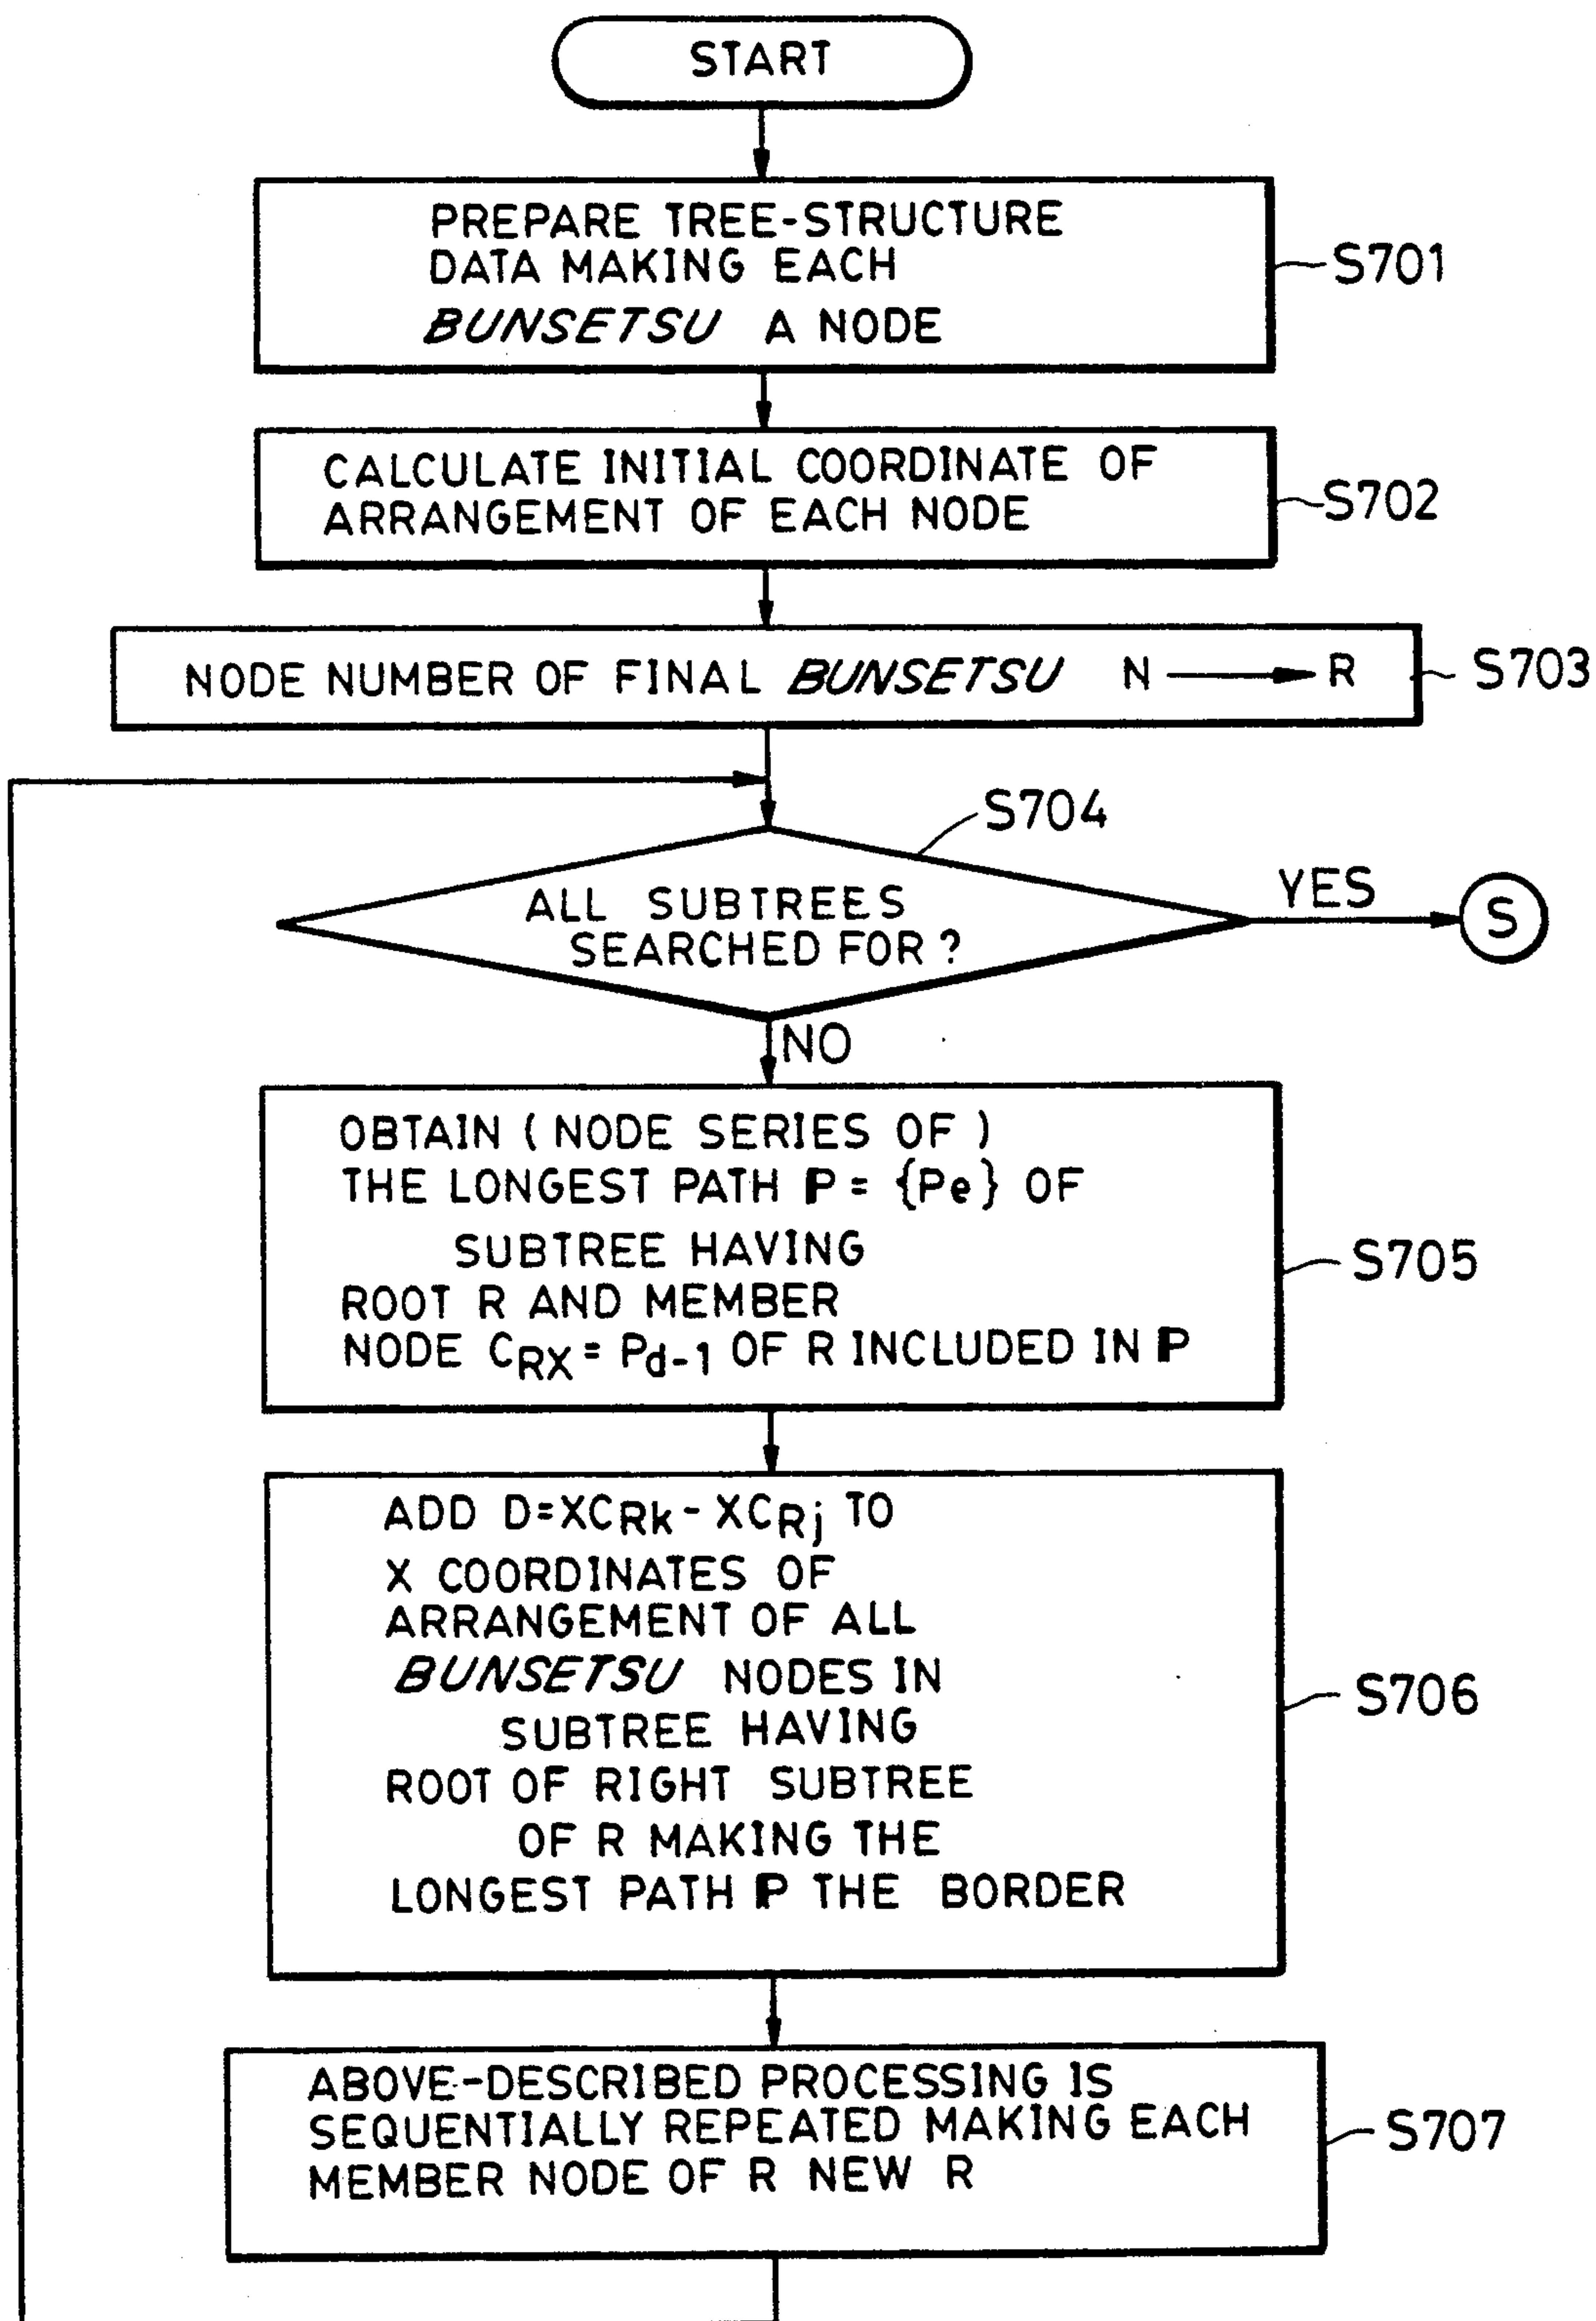 START
PREPARE TREE-STRUCTURE
DATA MAKING EACH
BUNSETSU A NODE
S701
CALCULATE INITIAL COORDINATE OF
ARRANGEMENT OF EACH NODE
S702
NODE NUMBER OF FINAL BUNSETSU N → R
S703
S704
ALL SUBTREES
SEARCHED FOR?
YES
S
NO
OBTAIN (NODE SERIES OF)
THE LONGEST PATH P = {Pe} OF
SUBTREE HAVING
ROOT R AND MEMBER
NODE CRX = Pd-1 OF R INCLUDED IN P
S705
ADD D=XCRk - XCRj TO
X COORDINATES OF
ARRANGEMENT OF ALL
BUNSETSU NODES IN
SUBTREE HAVING
ROOT OF RIGHT SUBTREE
OF R MAKING THE
LONGEST PATH P THE BORDER
S706
ABOVE-DESCRIBED PROCESSING IS
SEQUENTIALLY REPEATED MAKING EACH
MEMBER NODE OF R NEW R
S707